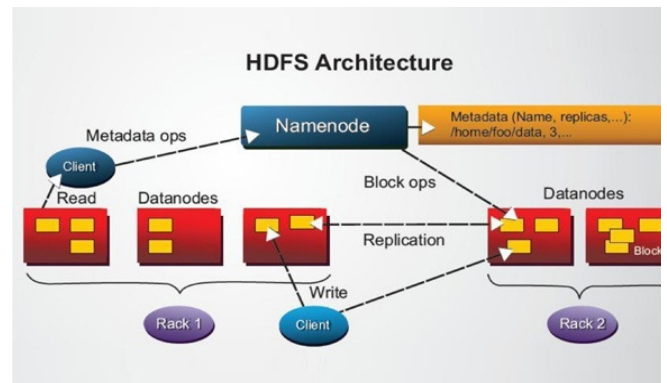 HDFS Architecture
Namenode
Metadata (Name, replicas,...):
/home/foo/data, 3,...
Metadata ops
Client
Block ops
Read
Datanodes
Datanodes
Replication
Block
Write
Rack 1
Client
Rack 2